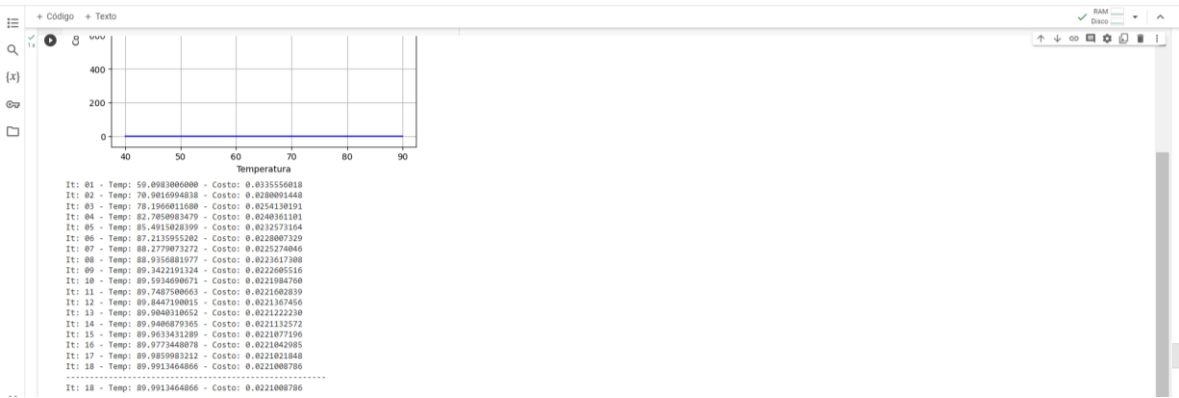 + Código + Texto
RAM
Disco
1 s
{x}
400
200
0
40 50 60 70 80 90
Temperatura
It: 01 - Temp: 59.0983006000 - Costo: 0.0335556018
It: 02 - Temp: 70.9016994838 - Costo: 0.0280091448
It: 03 - Temp: 78.1966011680 - Costo: 0.0254130191
It: 04 - Temp: 82.7050983479 - Costo: 0.0240361101
It: 05 - Temp: 85.4915028399 - Costo: 0.0232573164
It: 06 - Temp: 87.2135955202 - Costo: 0.0228007329
It: 07 - Temp: 88.2779073272 - Costo: 0.0225274046
It: 08 - Temp: 88.9356881977 - Costo: 0.0223617308
It: 09 - Temp: 89.3422191324 - Costo: 0.0222605516
It: 10 - Temp: 89.5934690671 - Costo: 0.0221984760
It: 11 - Temp: 89.7487500663 - Costo: 0.0221602839
It: 12 - Temp: 89.8447190015 - Costo: 0.0221367456
It: 13 - Temp: 89.9040310652 - Costo: 0.0221222230
It: 14 - Temp: 89.9406879365 - Costo: 0.0221132572
It: 15 - Temp: 89.9633431289 - Costo: 0.0221077196
It: 16 - Temp: 89.9773448078 - Costo: 0.0221042985
It: 17 - Temp: 89.9859983212 - Costo: 0.0221021848
It: 18 - Temp: 89.9913464866 - Costo: 0.0221008786
-------------------------------------------------------
It: 18 - Temp: 89.9913464866 - Costo: 0.0221008786